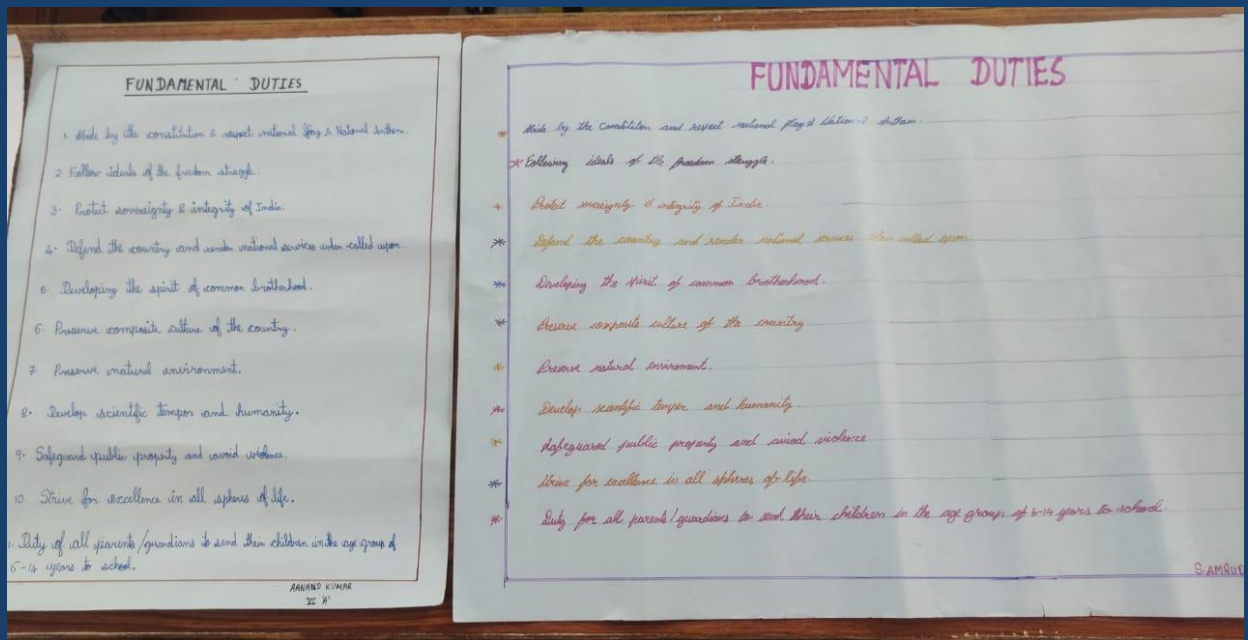 FUNDAMENTAL DUTIES
1. Abide by the constitution & respect national flag & National Anthem.
2. Follow ideals of the fredom struggle.
3. Protect sovereignty & integrity of India.
4. Defend the country and render national services when called upon
5. Developing the spirit of common brotherhood.
6. Preserve composite culture of the country.
7. Preserve natural environment.
8. Develop scientific tempor and humanity.
9. Safeguard public property and avoid violence.
10. Strive for excellence in all spheres of life.
1. Duty of all parents/guardians to send their children in the age group of
6-14 years to school.
AANAND KUMAR
VI 'A'
FUNDAMENTAL DUTIES
* Abide by the Constitution and respect national flag & National Anthem.
* Following ideals of the freedom struggle.
* Protect & integrity of India
* Defend the country and render national services when called upon
* Developing the spirit of common brotherhood.
* Preserve composite culture of the country.
* Preserve natural enviroment.
* Develop scientific temper and humanity.
* Safeguard public property and aviod violence
* Strive for excellence in all spheres of life.
* Duty for all parents/guardians to send their children in the age group of 6-14 years to school.
S.AMRUD